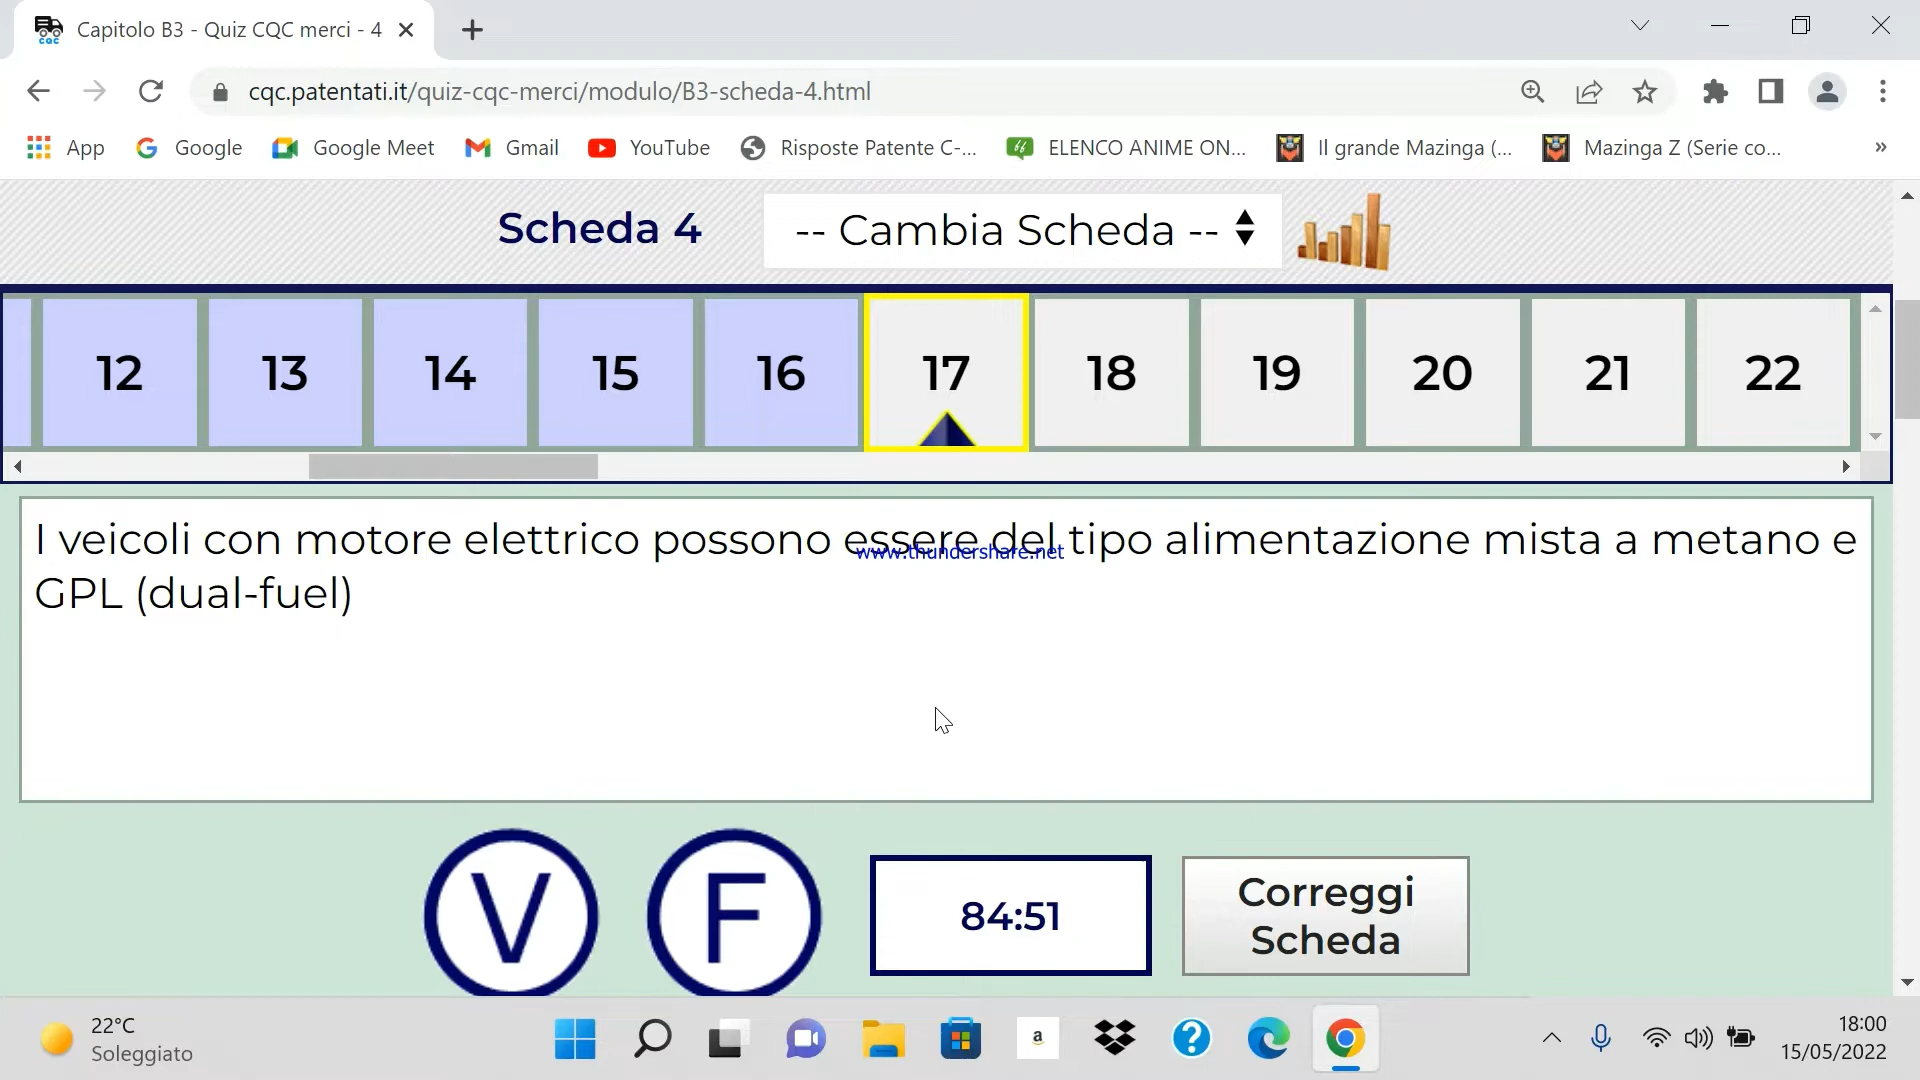 Capitolo B3 - Quiz CQC merci - 4
cqc.patentati.it/quiz-cqc-merci/modulo/B3-scheda-4.html
App
Google
Google Meet
Gmail
YouTube
Risposte Patente C-...
ELENCO ANIME ON...
Il grande Mazinga (...
Mazinga Z (Serie co...
»
Scheda 4
-- Cambia Scheda --
12
13
14
15
16
17
18
19
20
21
22
I veicoli con motore elettrico possono essere del tipo alimentazione mista a metano e
GPL (dual-fuel)
www.thundershare.net
V
F
84:51
Correggi
Scheda
22°C
Soleggiato
a
?
18:00
15/05/2022